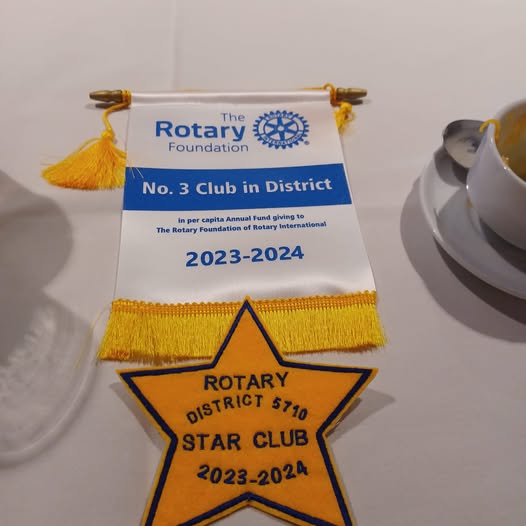 The
Rotary
Foundation
No. 3 Club in District
in per capita Annual Fund giving to
The Rotary Foundation of Rotary International
2023-2024
ROTARY
DISTRICT 5710
STAR CLUB
2023-2024